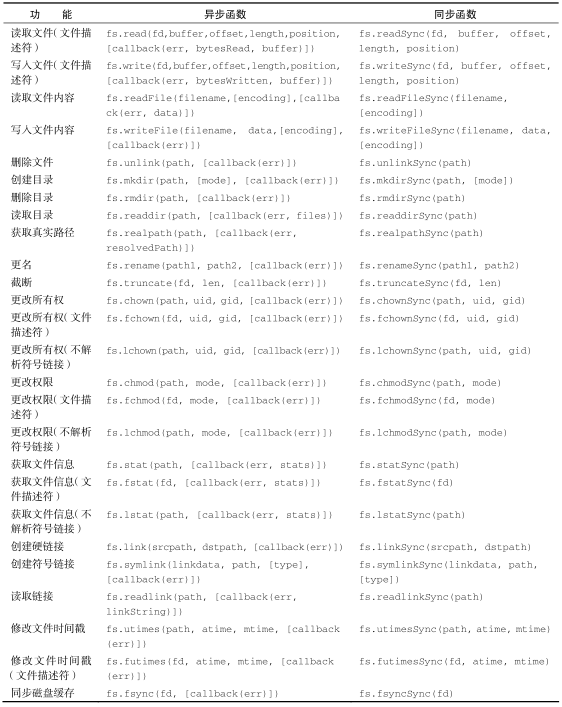 功 能 异步函数 同步函数
读取文件(文件描 fs.read(fd,buffer,offset,length,position, fs.readSync(fd, buffer, offset,
述符) [callback(err, bytesRead, buffer)]) length, position)
写入文件(文件描 fs.write(fd,buffer,offset,length,position, fs.writeSync(fd, buffer, offset,
述符) [callback(err, bytesWritten, buffer)]) length, position)
读取文件内容 fs.readFile(filename,[encoding],[callba fs.readFileSync(filename,
ck(err, data)]) [encoding])
写入文件内容 fs.writeFile(filename, data,[encoding], fs.writeFileSync(filename, data,
[callback(err)]) [encoding])
删除文件 fs.unlink(path, [callback(err)]) fs.unlinkSync(path)
创建目录 fs.mkdir(path, [mode], [callback(err)]) fs.mkdirSync(path, [mode])
删除目录 fs.rmdir(path, [callback(err)]) fs.rmdirSync(path)
读取目录 fs.readdir(path, [callback(err, files)]) fs.readdirSync(path)
获取真实路径 fs.realpath(path, [callback(err, fs.realpathSync(path)
resolvedPath)])
更名 fs.rename(path1, path2, [callback(err)]) fs.renameSync(path1, path2)
截断 fs.truncate(fd, len, [callback(err)]) fs.truncateSync(fd, len)
更改所有权 fs.chown(path, uid, gid, [callback(err)]) fs.chownSync(path, uid, gid)
更改所有权(文件 fs.fchown(fd, uid, gid, [callback(err)]) fs.fchownSync(fd, uid, gid)
描述符)
更改所有权(不解 fs.lchown(path, uid, gid, [callback(err)]) fs.lchownSync(path, uid, gid)
析符号链接)
更改权限 fs.chmod(path, mode, [callback(err)]) fs.chmodSync(path, mode)
更改权限(文件描 fs.fchmod(fd, mode, [callback(err)]) fs.fchmodSync(fd, mode)
述符)
更改权限(不解析 fs.lchmod(path, mode, [callback(err)]) fs.lchmodSync(path, mode)
符号链接)
获取文件信息 fs.stat(path, [callback(err, stats)]) fs.statSync(path)
获取文件信息(文 fs.fstat(fd, [callback(err, stats)]) fs.fstatSync(fd)
件描述符)
获取文件信息(不 fs.lstat(path, [callback(err, stats)]) fs.lstatSync(path)
解析符号链接)
创建硬链接 fs.link(srcpath, dstpath, [callback(err)]) fs.linkSync(srcpath, dstpath)
创建符号链接 fs.symlink(linkdata, path, [type], fs.symlinkSync(linkdata, path,
[callback(err)]) [type])
读取链接 fs.readlink(path, [callback(err, fs.readlinkSync(path)
linkString)])
修改文件时间戳 fs.utimes(path, atime, mtime, [callback fs.utimesSync(path, atime, mtime)
(err)])
修改文件时间戳 fs.futimes(fd, atime, mtime, [callback fs.futimesSync(fd, atime, mtime)
(文件描述符) (err)])
同步磁盘缓存 fs.fsync(fd, [callback(err)]) fs.fsyncSync(fd)